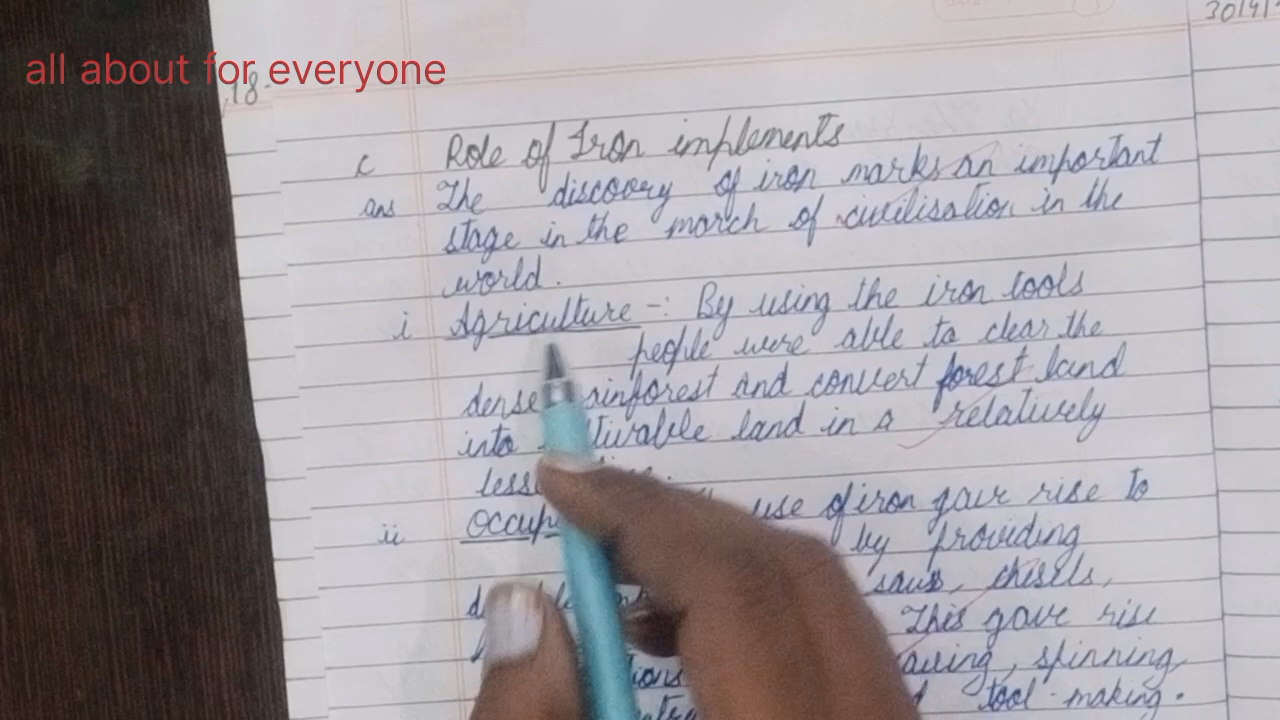 all about for everyone
30/9/
18.
c Role of Iron implements
ans The discovry of iron marks an important
stage in the march of civilisation in the
world.
i Agriculture -: By using the iron tools
people were able to clear the
dense rainforest and convert forest land
into land in a relatively
less
ii use of iron gave rise to
by providing
saws, chisels,
This gave rise
spinning,
tool-making.